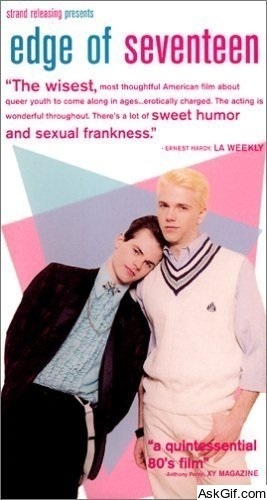 strand releasing presents
edge of seventeen
"The wisest, most thoughtful American film about
queer youth to come along in ages...erotically charged. The acting is
wonderful throughout. There's a lot of sweet humor
and sexual frankness."
- ERNEST HARDY, LA WEEKLY
"a quintessential
80's film"
-Anthony XY MAGAZINE
AskGif.com